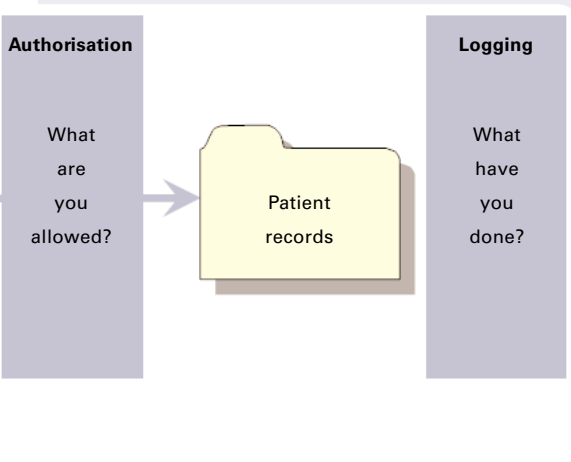 Authorisation
What
are
you
allowed?
Patient
records
Logging
What
have
you
done?